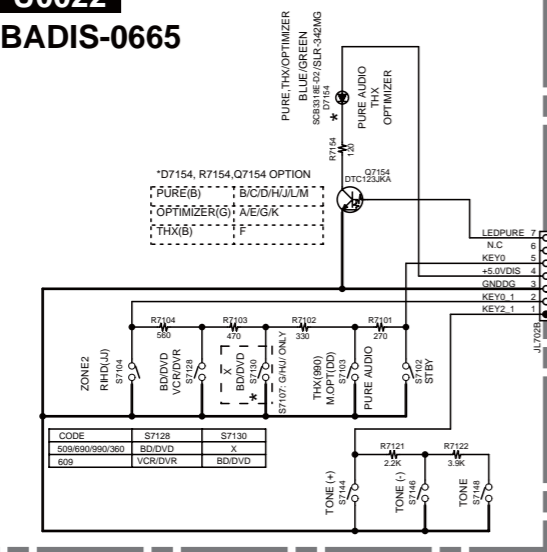 U0022
BADIS-0665
PURE,THX/OPTIMIZER
BLUE/GREEN
SCB3318E-D2/SLR-342MG
D7154
*
PURE AUDIO
THX
OPTIMIZER
R7154
120
Q7154
DTC123JKA
*D7154, R7154,Q7154 OPTION
PURE(B) B/C/D/H/J/L/M
OPTIMIZER(G) A/E/G/K
THX(B) F
LEDPURE 7
N.C 6
KEY0 5
+5.0VDIS 4
GNDDG 3
KEY0_1 2
KEY2_1 1
JL702B
R7104
560
R7103
470
R7102
330
R7101
270
ZONE2
RIHD(JJ)
S7104
BD/DVD
VCR/DVR
S7128
X
BD/DVD
S7130
*
S7107: G/HU/ ONLY
THX(990)
M.OPT(DD)
S7103
PURE AUDIO
S7102
STBY
CODE S7128 S7130
509/690/990/360 BD/DVD X
609 VCR/DVR BD/DVD
R7121
2.2K
R7122
3.9K
TONE (+)
S7144
TONE (-)
S7146
TONE
S7148